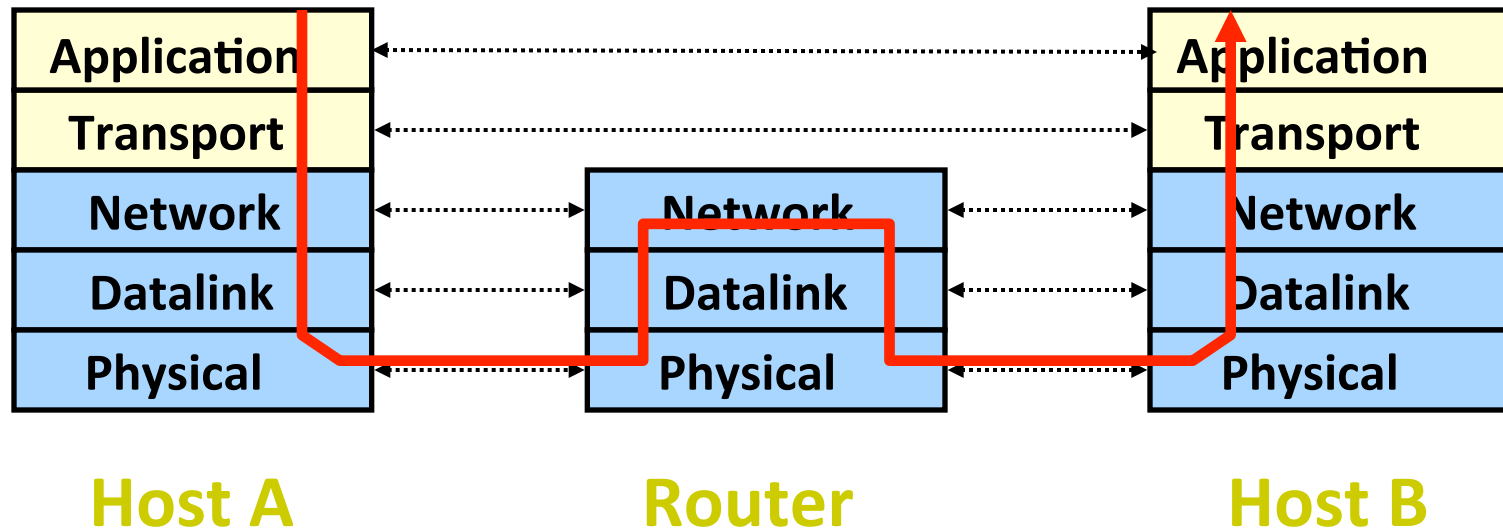 Application
Transport
Network
Datalink
Physical
Host A
Network
Datalink
Physical
Router
Application
Transport
Network
Datalink
Physical
Host B